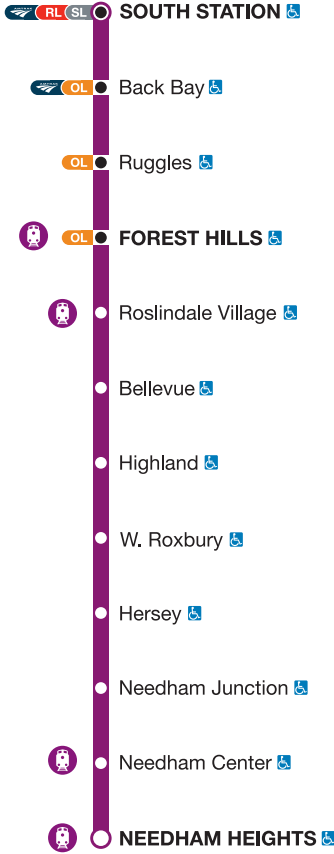 RL SL SOUTH STATION
OL Back Bay
OL Ruggles
OL FOREST HILLS
Roslindale Village
Bellevue
Highland
W. Roxbury
Hersey
Needham Junction
Needham Center
NEEDHAM HEIGHTS